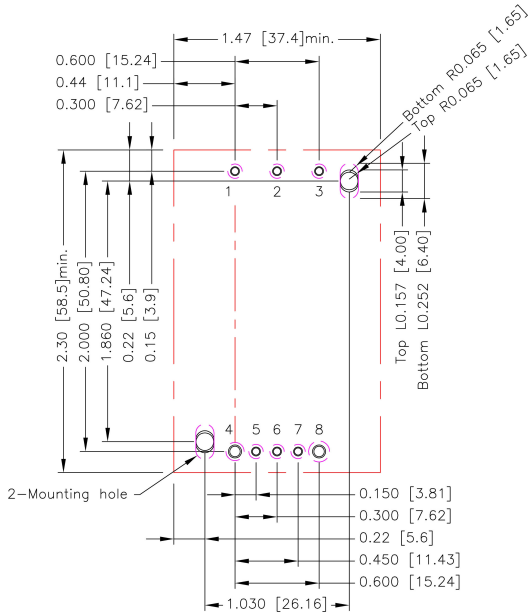 1.47 [37.4]min.
0.600 [15.24]
0.44 [11.1]
0.300 [7.62]
Bottom R0.065 [1.65]
Top R0.065 [1.65]
1 2 3
2.30 [58.5]min.
2.000 [50.80]
1.860 [47.24]
0.22 [5.6]
0.15 [3.9]
Top L0.157 [4.00]
Bottom L0.252 [6.40]
4 5 6 7 8
2-Mounting hole
0.150 [3.81]
0.300 [7.62]
0.22 [5.6]
0.450 [11.43]
0.600 [15.24]
1.030 [26.16]